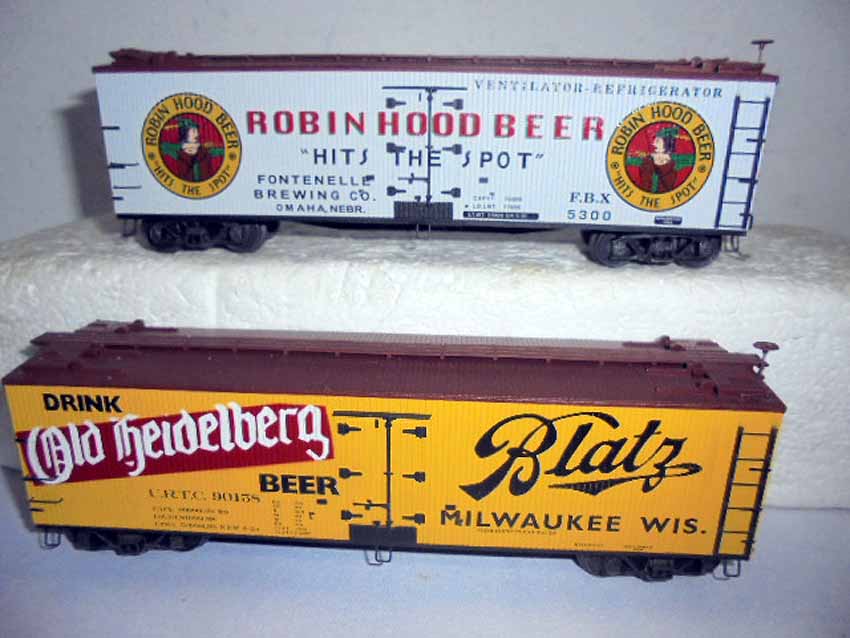 VENTILATOR-REFRIGERATOR
ROBIN HOOD BEER
"HITS THE SPOT"
ROBIN HOOD BEER
"HITS THE SPOT"
FONTENELLE
BREWING CO.
OMAHA, NEBR.
F.B.X
5300
ROBIN HOOD BEER
"HITS THE SPOT"
DRINK
Old Heidelberg
BEER
U.R.T.C. 90158
Blatz
MILWAUKEE WIS.